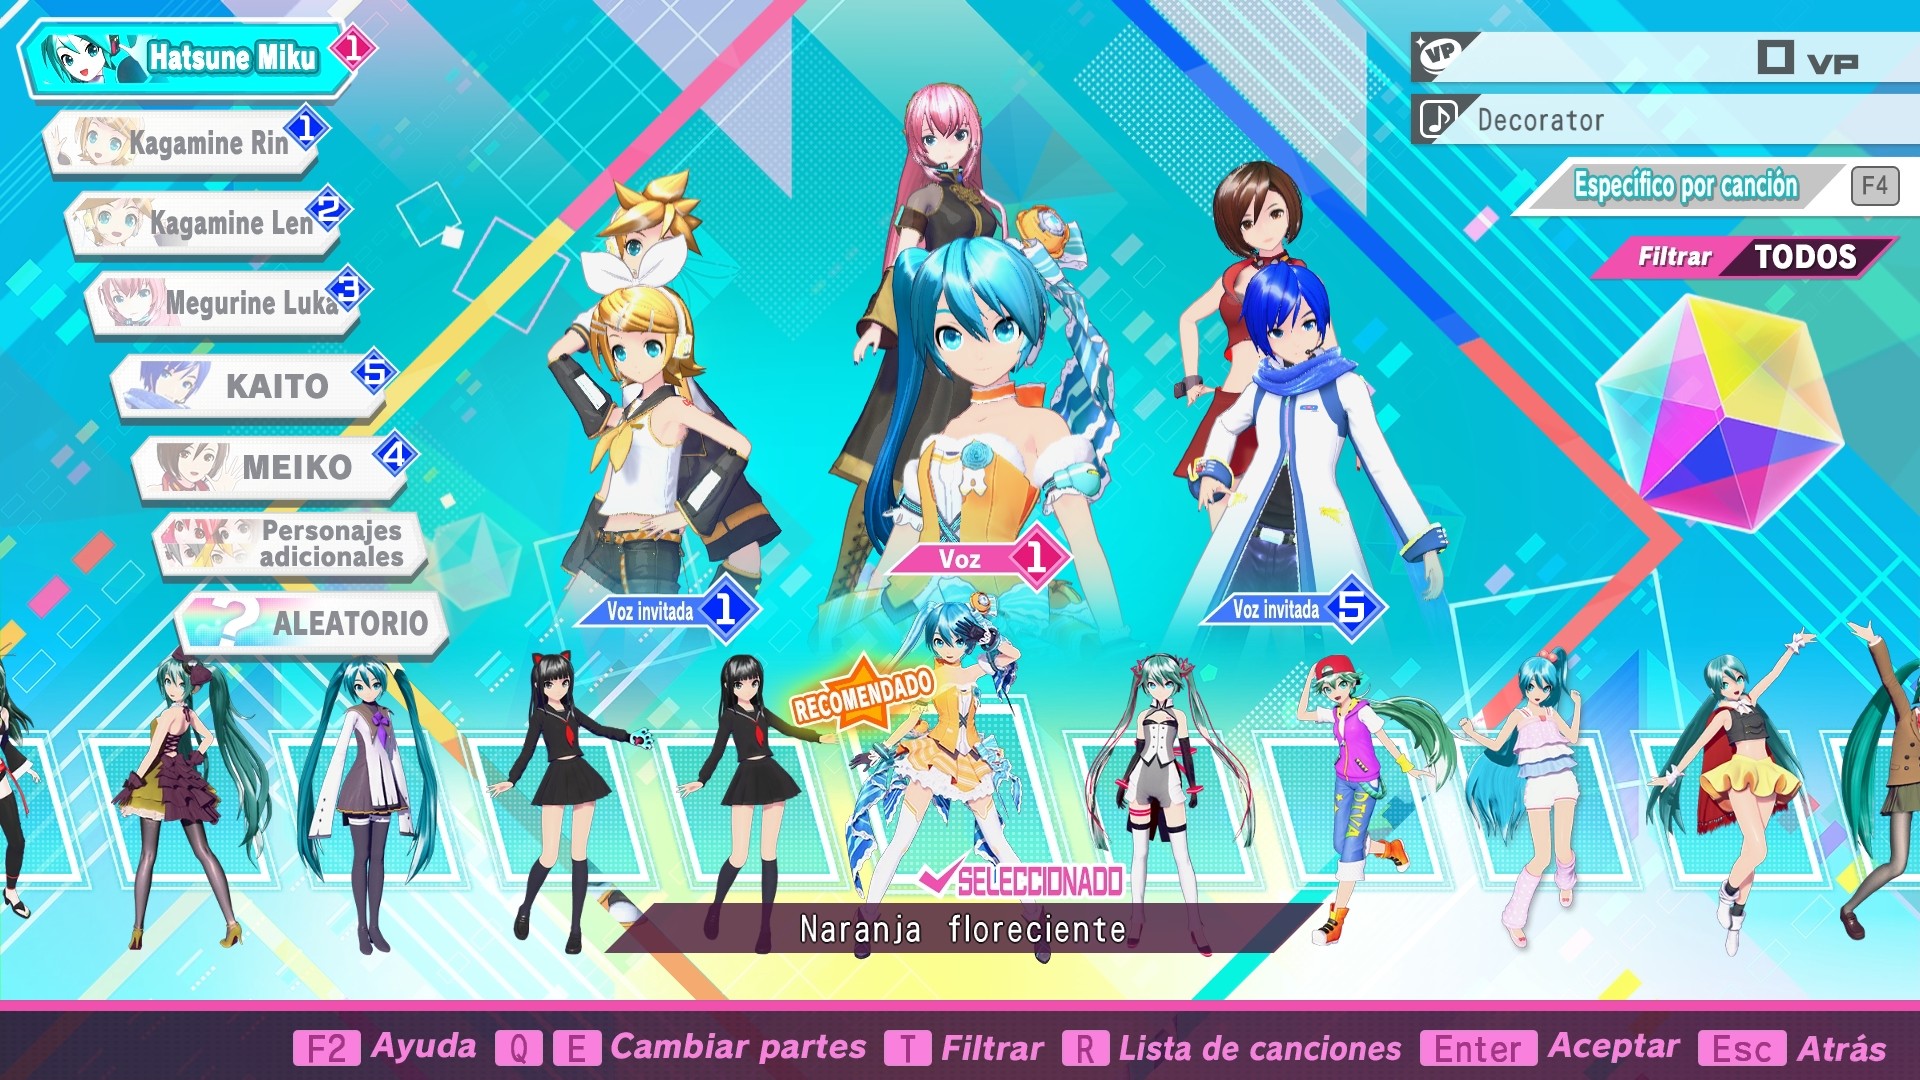 Hatsune Miku 1
Kagamine Rin 1
Kagamine Len 2
Megurine Luka 3
KAITO 5
MEIKO 4
Personajes
adicionales
? ALEATORIO
VP 0 VP
Decorator
Específico por canción F4
Filtrar TODOS
Voz 1
Voz invitada 1
Voz invitada 5
RECOMENDADO
DIVA
SELECCIONADO
Naranja floreciente
F2 Ayuda Q E Cambiar partes T Filtrar R Lista de canciones Enter Aceptar Esc Atrás